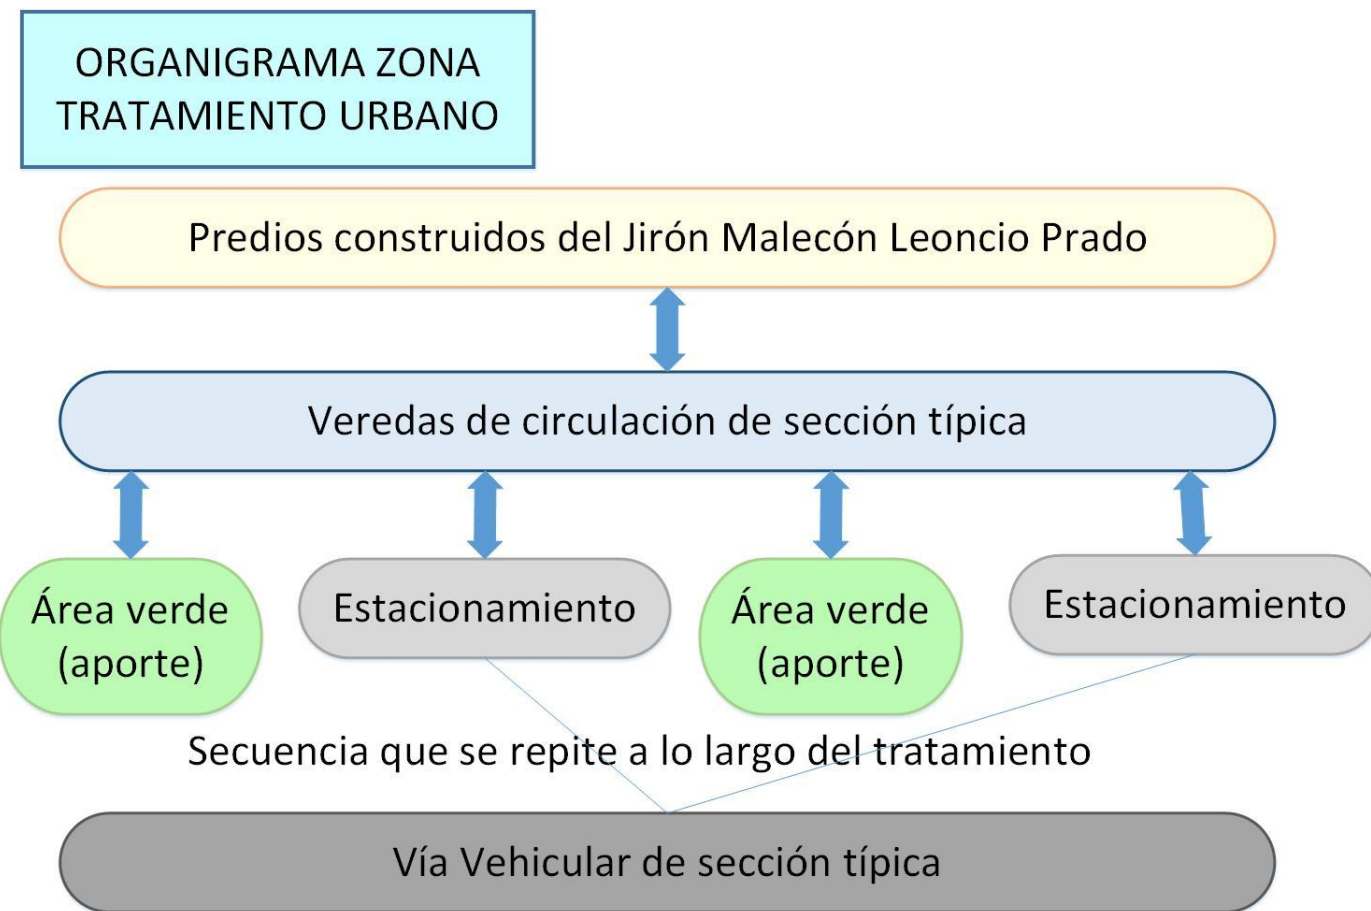 ORGANIGRAMA ZONA
TRATAMIENTO URBANO
Predios construidos del Jirón Malecón Leoncio Prado
Veredas de circulación de sección típica
Área verde
(aporte)
Estacionamiento
Área verde
(aporte)
Estacionamiento
Secuencia que se repite a lo largo del tratamiento
Vía Vehicular de sección típica